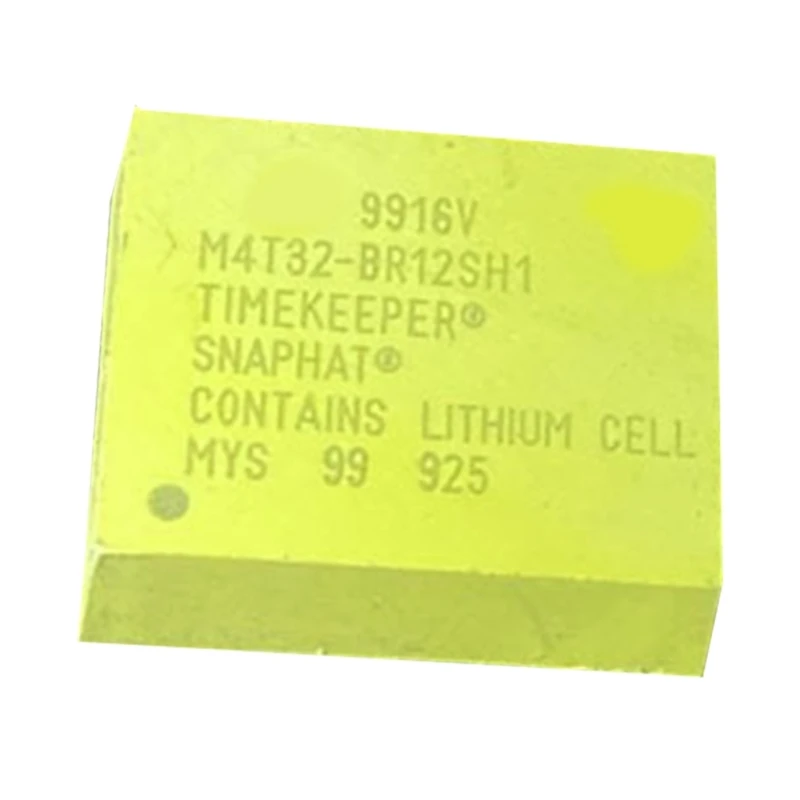 9916V
M4T32-BR12SH1
TIMEKEEPER®
SNAPHAT®
CONTAINS LITHIUM CELL
MYS 99 925